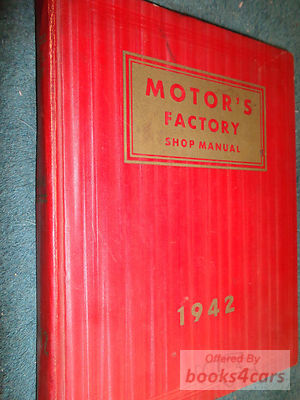 MOTOR'S
FACTORY
SHOP MANUAL
1942
Offered By
books4cars